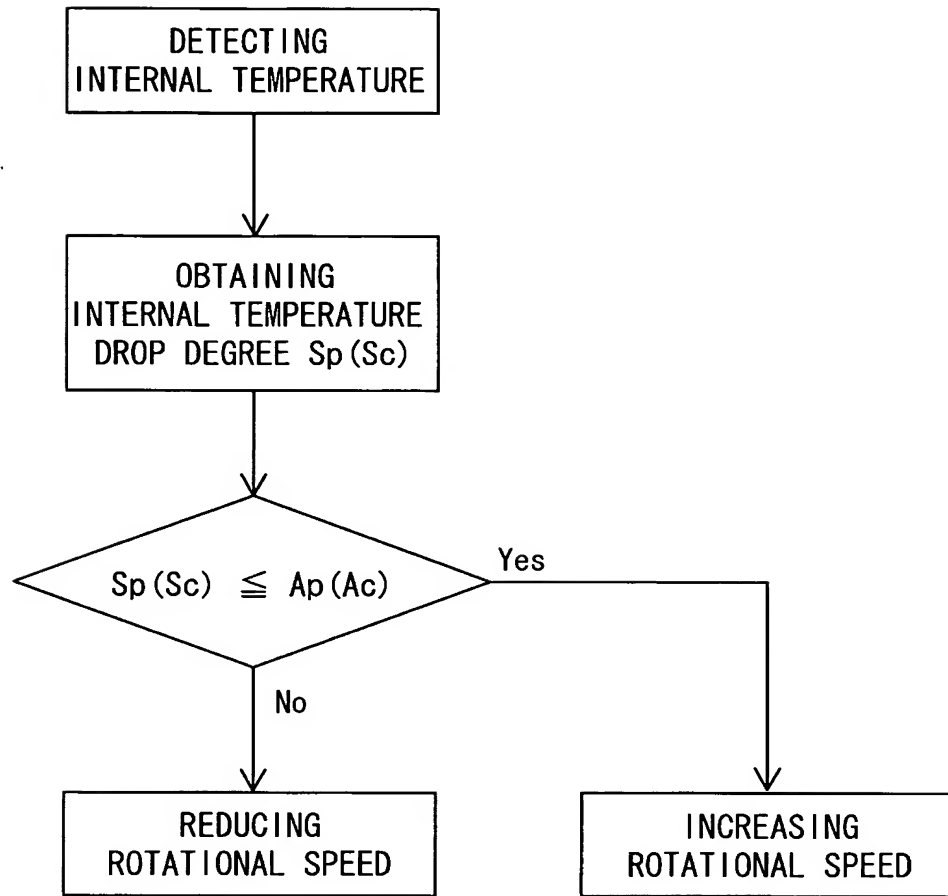 DETECTING
INTERNAL TEMPERATURE
OBTAINING
INTERNAL TEMPERATURE
DROP DEGREE Sp(Sc)
Sp(Sc) ≦ Ap(Ac)
Yes
No
REDUCING
ROTATIONAL SPEED
INCREASING
ROTATIONAL SPEED